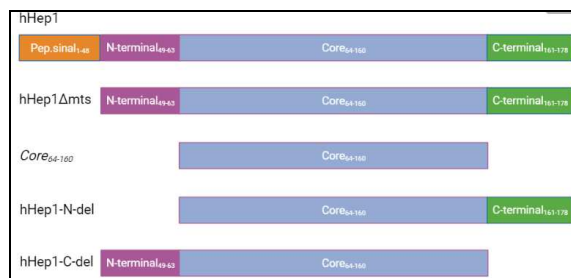 hHep1
Pep.sinal1-48 N-terminal49-63 Core64-160 C-terminal161-178
hHep1Δmts N-terminal49-63 Core64-160 C-terminal161-178
Core64-160 Core64-160
hHep1-N-del Core64-160 C-terminal161-178
hHep1-C-del N-terminal49-63 Core64-160